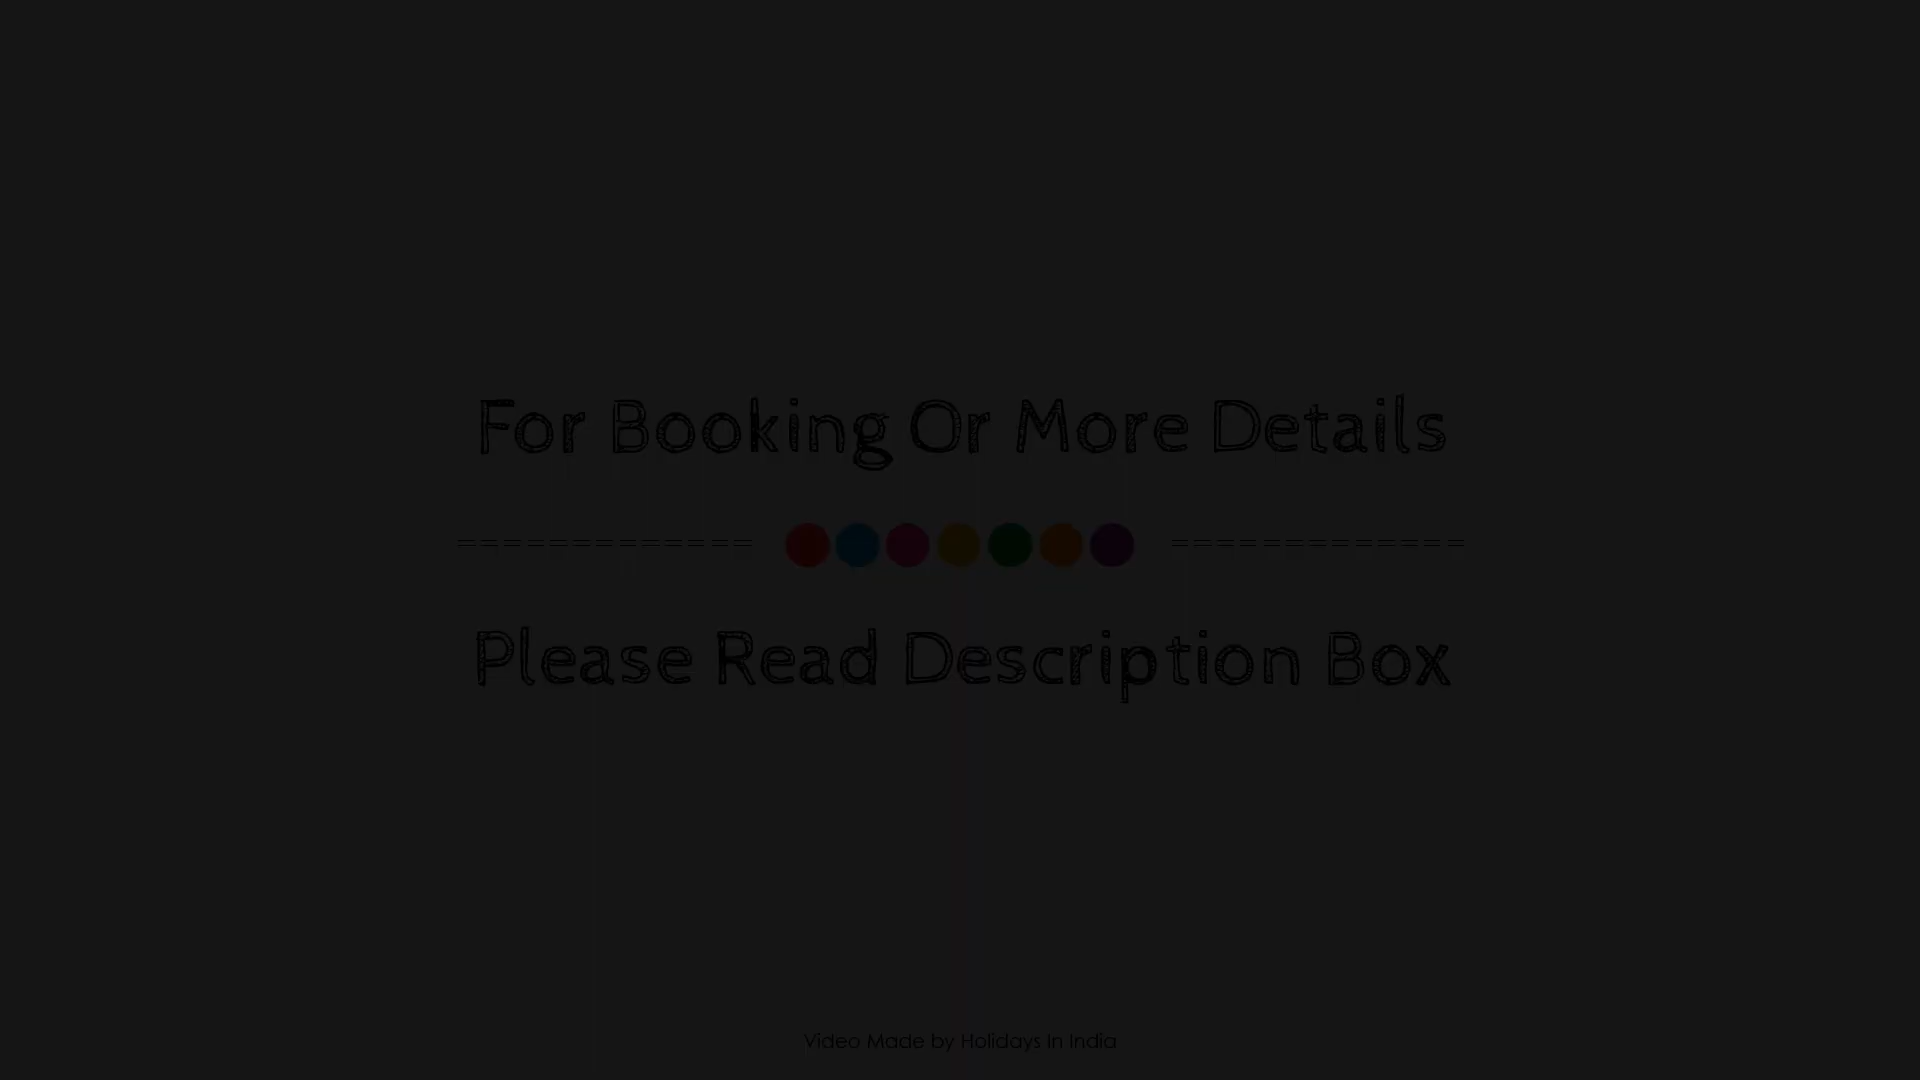 For Booking Or More Details
============= =============
Please Read Description Box
Video Made by Holidays In India